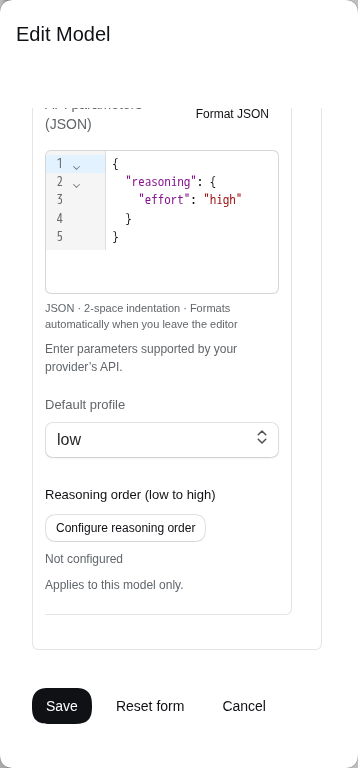 Edit Model
(JSON)
Format JSON
1 {
2 "reasoning": {
3 "effort": "high"
4 }
5 }
JSON · 2-space indentation · Formats
automatically when you leave the editor
Enter parameters supported by your
provider’s API.
Default profile
low
Reasoning order (low to high)
Configure reasoning order
Not configured
Applies to this model only.
Save
Reset form
Cancel